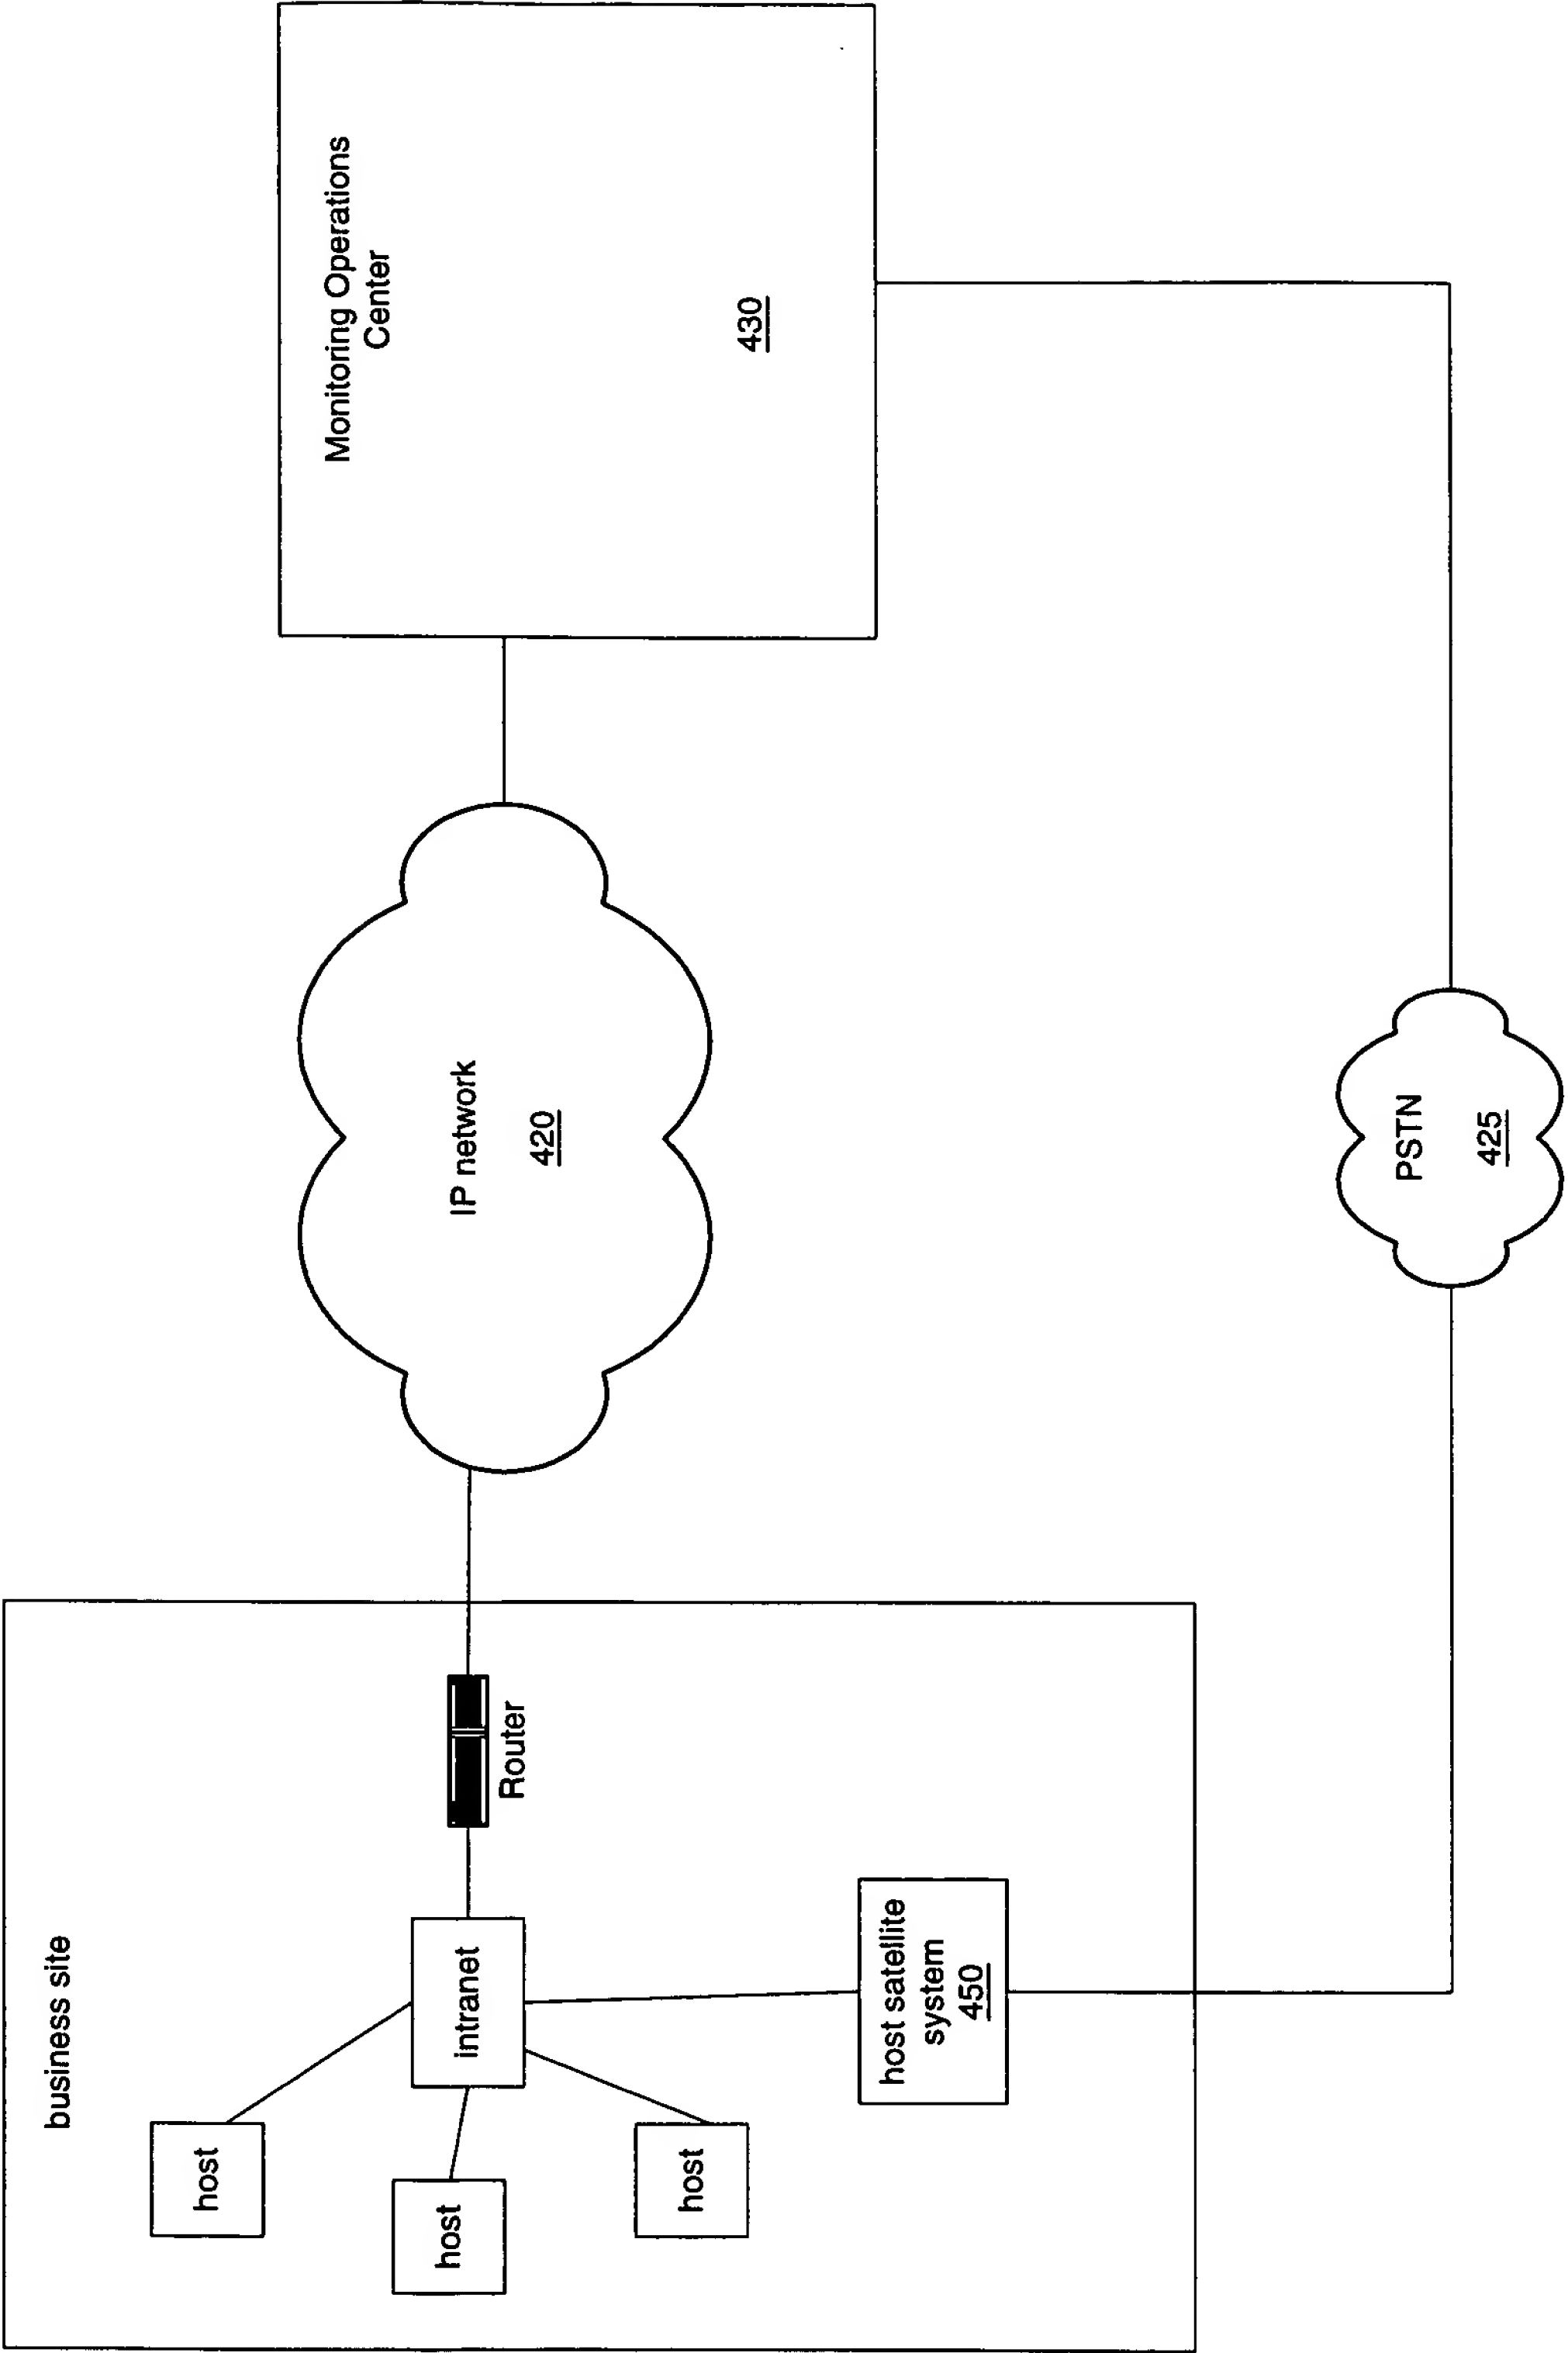 business site
host
host
host
intranet
Router
host satellite
system
450
IP network
420
PSTN
425
Monitoring Operations
Center
430